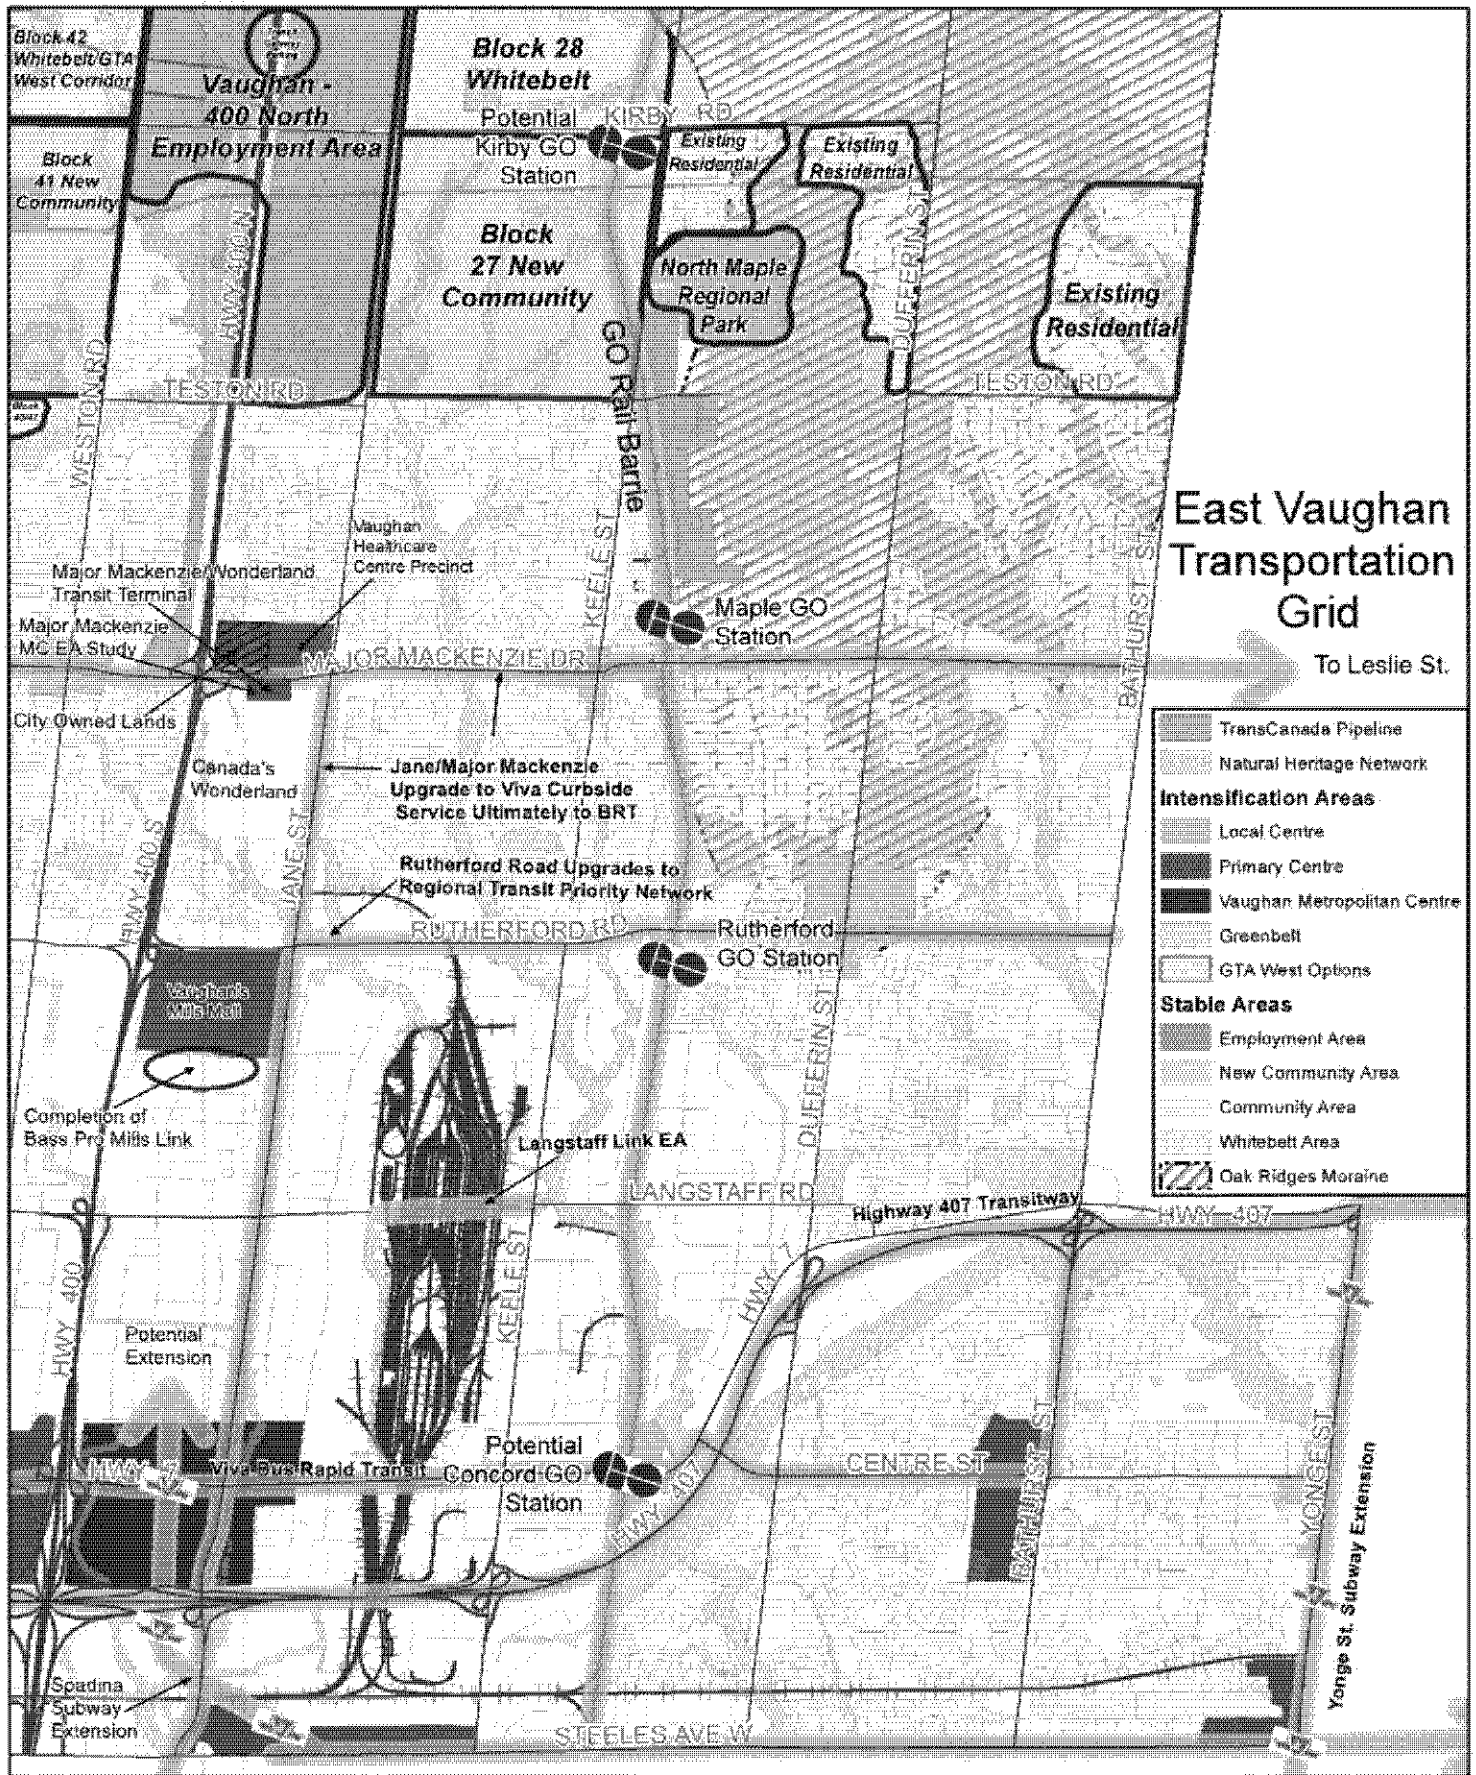 Block 42
Whitebelt/GTA
West Corridor
Vaughan -
400 North
Employment Area
Block 28
Whitebelt
Potential
Kirby GO
Station
KIRBY RD
Existing
Residential
Existing
Residential
Block
41 New
Community
HWY 400 N
Block
27 New
Community
North Maple
Regional
Park
DUFFERIN ST
Existing
Residential
WESTON RD
TESTON RD
GO Rail Barrie
TESTON RD
KEELE ST
BATHURST ST
East Vaughan
Transportation
Grid
To Leslie St.
Vaughan
Healthcare
Centre Precinct
Major Mackenzie/Wonderland
Transit Terminal
Major Mackenzie
MC EA Study
MAJOR MACKENZIE DR
Maple GO
Station
City Owned Lands
Canada's
Wonderland
Jane/Major Mackenzie
Upgrade to Viva Curbside
Service Ultimately to BRT
HWY 400 S
JANE ST
Rutherford Road Upgrades to
Regional Transit Priority Network
RUTHERFORD RD
Rutherford
GO Station
Vaughan's
Mills Mall
DUFFERIN ST
Completion of
Bass Pro Mills Link
Langstaff Link EA
LANGSTAFF RD
Highway 407 Transitway
HWY 407
TransCanada Pipeline
Natural Heritage Network
Intensification Areas
Local Centre
Primary Centre
Vaughan Metropolitan Centre
Greenbelt
GTA West Options
Stable Areas
Employment Area
New Community Area
Community Area
Whitebelt Area
Oak Ridges Moraine
HWY 400
KEELE ST
HWY 7
Potential
Extension
HWY 7
Viva Bus Rapid Transit
Potential
Concord GO
Station
HWY 407
CENTRE ST
BATHURST ST
BATHURST ST
YONGE ST
Yonge St. Subway Extension
Spadina
Subway
Extension
STEELES AVE W